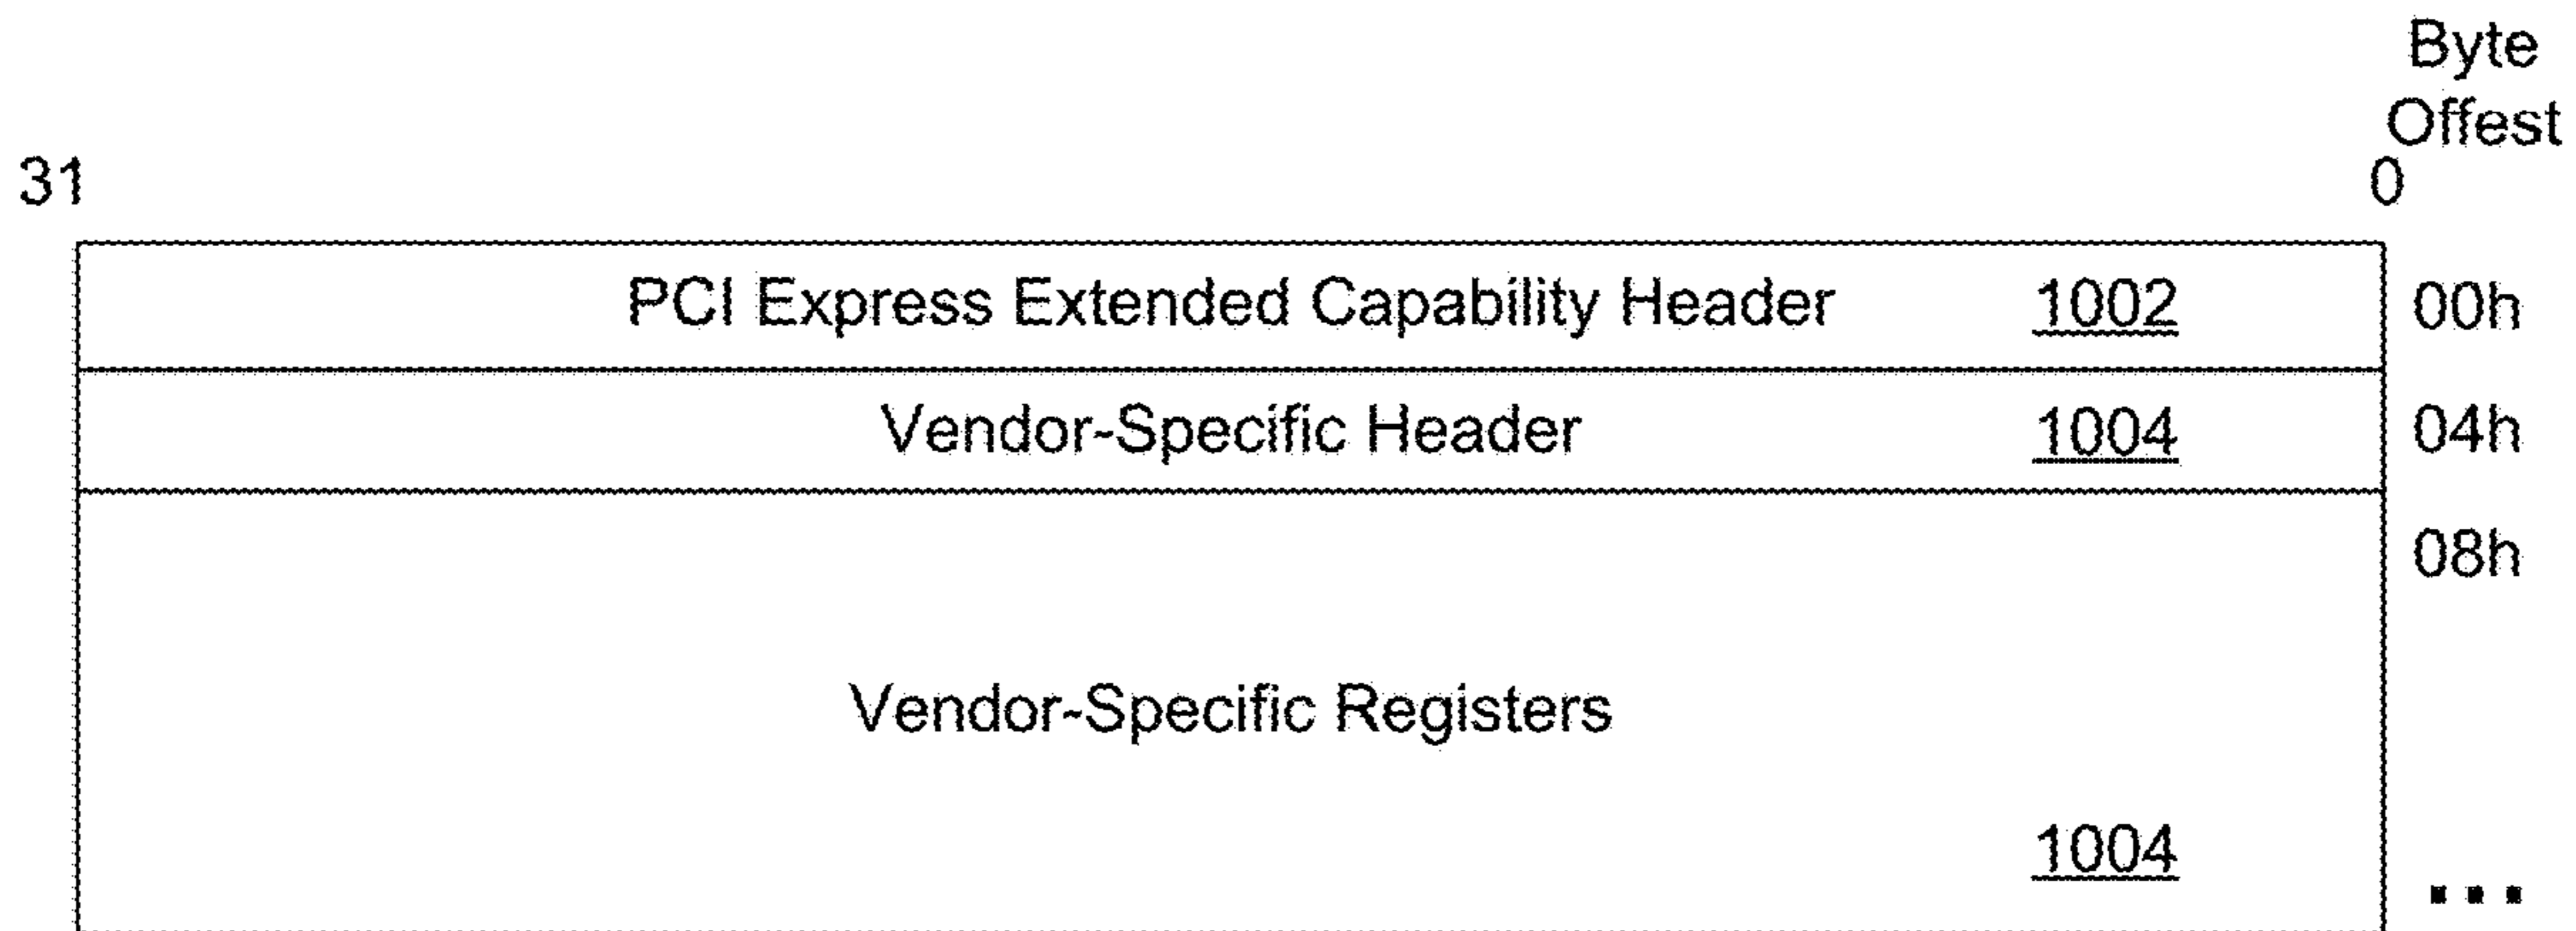 Byte
Offest
31 0
PCI Express Extended Capability Header 1002 00h
Vendor-Specific Header 1004 04h
08h
Vendor-Specific Registers
1004
...